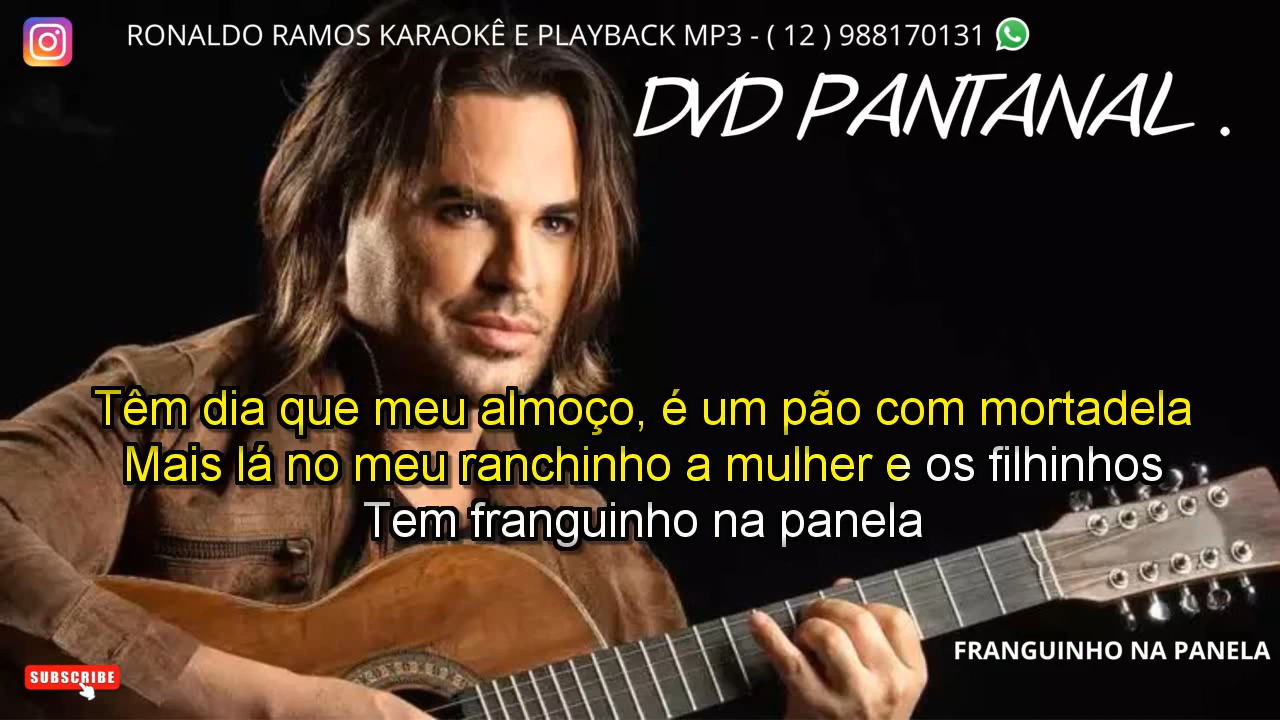 RONALDO RAMOS KARAOKÊ E PLAYBACK MP3 - ( 12 ) 988170131
DVD PANTANAL .
Têm dia que meu almoço, é um pão com mortadela
Mais lá no meu ranchinho a mulher e os filhinhos
Tem franguinho na panela
FRANGUINHO NA PANELA
SUBSCRIBE